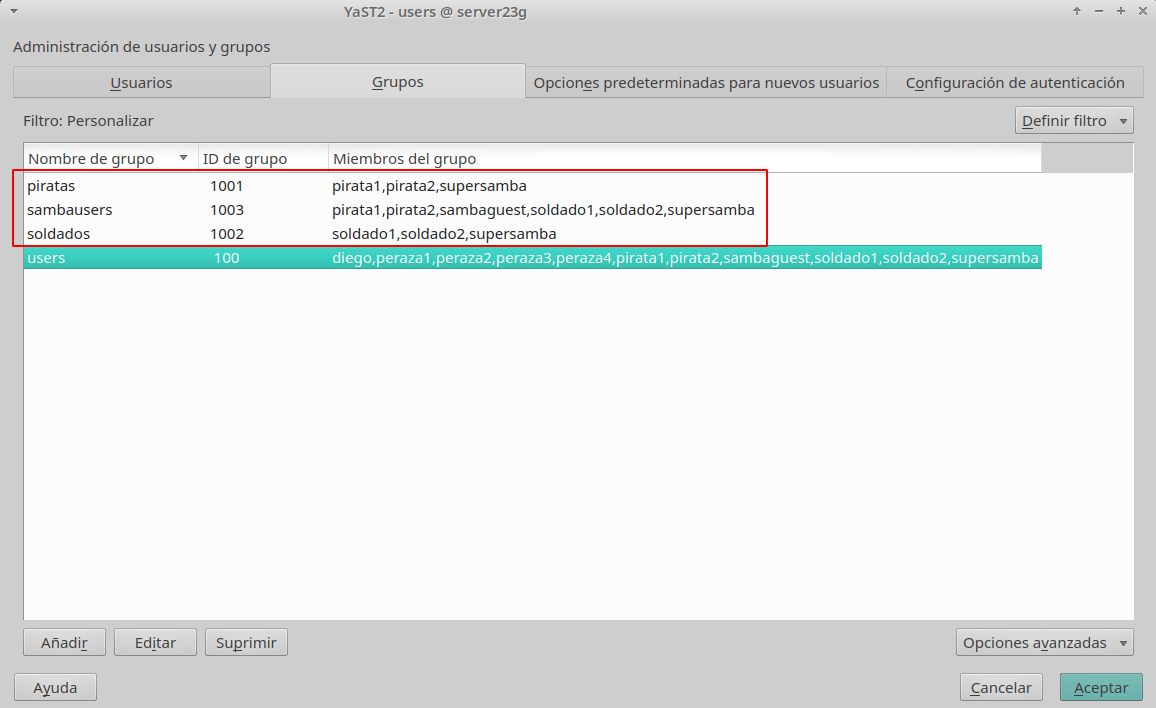 YaST2 - users @ server23g
Administración de usuarios y grupos
Usuarios Grupos Opciones predeterminadas para nuevos usuarios Configuración de autenticación
Filtro: Personalizar Definir filtro
Nombre de grupo ID de grupo Miembros del grupo
piratas 1001 pirata1,pirata2,supersamba
sambausers 1003 pirata1,pirata2,sambaguest,soldado1,soldado2,supersamba
soldados 1002 soldado1,soldado2,supersamba
users 100 diego,peraza1,peraza2,peraza3,peraza4,pirata1,pirata2,sambaguest,soldado1,soldado2,supersamba
Añadir Editar Suprimir Opciones avanzadas
Ayuda Cancelar Aceptar